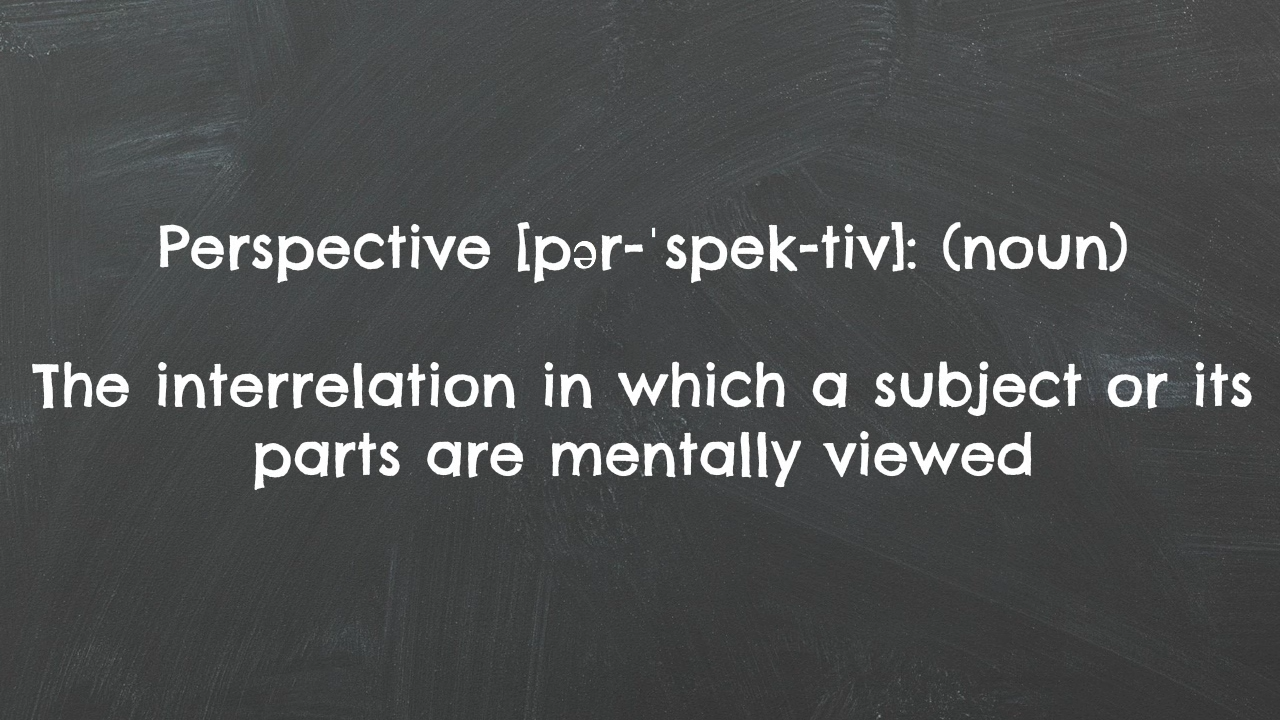 Perspective [pər-ˈspek-tiv]: (noun)
The interrelation in which a subject or its
parts are mentally viewed